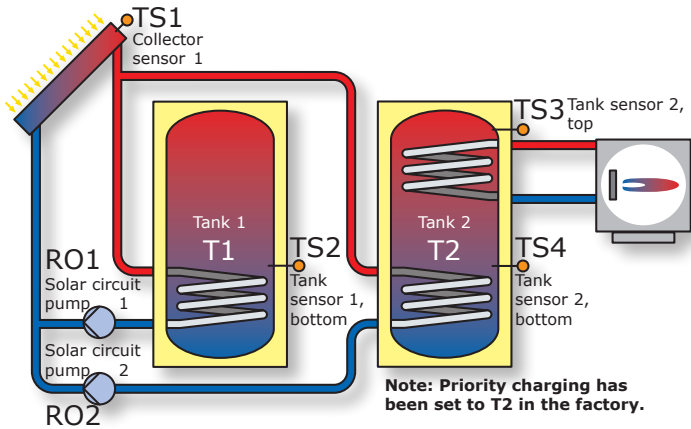 TS1
Collector
sensor 1
TS3
Tank sensor 2,
top
Tank 1
T1
Tank 2
T2
TS2
Tank
sensor 1,
bottom
TS4
Tank
sensor 2,
bottom
RO1
Solar circuit
pump 1
Solar circuit
pump 2
RO2
Note: Priority charging has
been set to T2 in the factory.